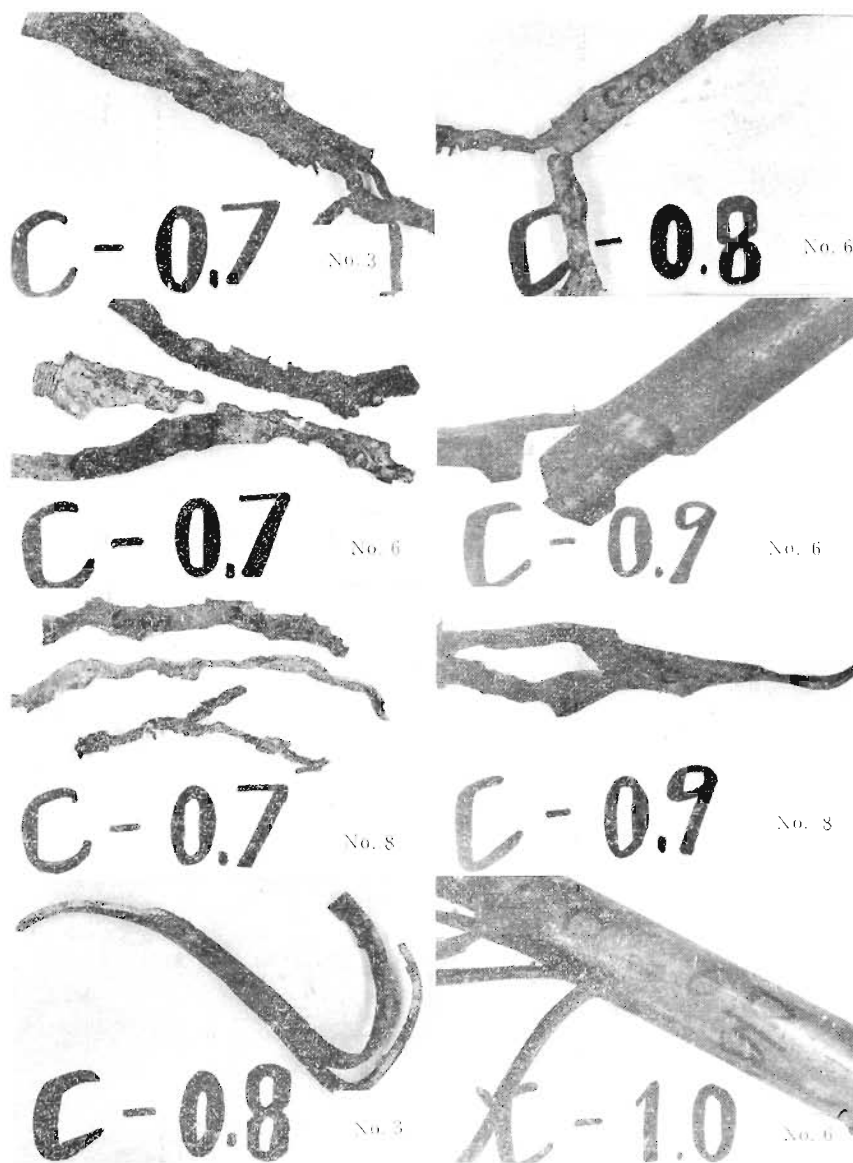 C - 0.7 No. 3
C - 0.7 No. 6
C - 0.7 No. 8
C - 0.8 No. 3
C - 0.8 No. 6
C - 0.9 No. 6
C - 0.9 No. 8
C - 1.0 No. 6